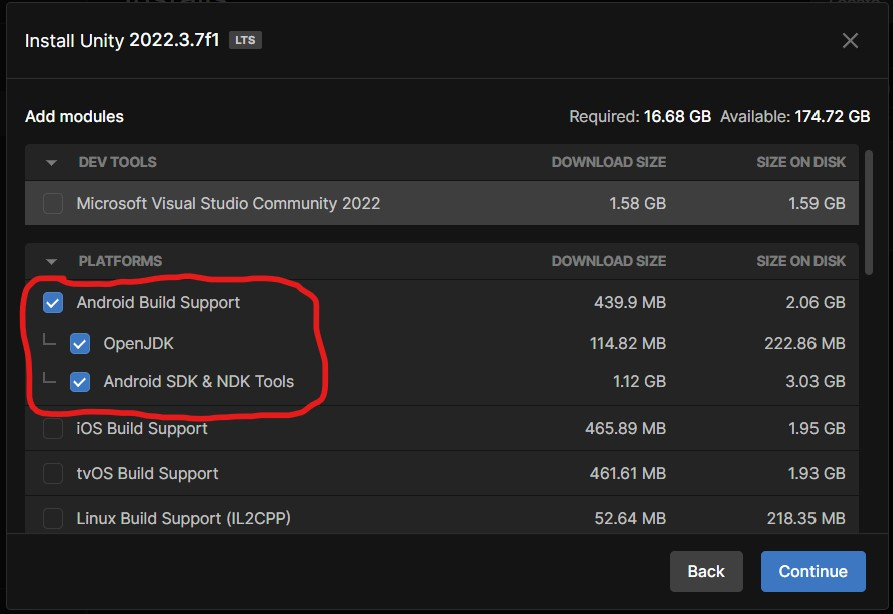 Install Unity 2022.3.7f1 LTS
Add modules Required: 16.68 GB Available: 174.72 GB
DEV TOOLS DOWNLOAD SIZE SIZE ON DISK
Microsoft Visual Studio Community 2022 1.58 GB 1.59 GB
PLATFORMS DOWNLOAD SIZE SIZE ON DISK
Android Build Support 439.9 MB 2.06 GB
OpenJDK 114.82 MB 222.86 MB
Android SDK & NDK Tools 1.12 GB 3.03 GB
iOS Build Support 465.89 MB 1.95 GB
tvOS Build Support 461.61 MB 1.93 GB
Linux Build Support (IL2CPP) 52.64 MB 218.35 MB
Back Continue